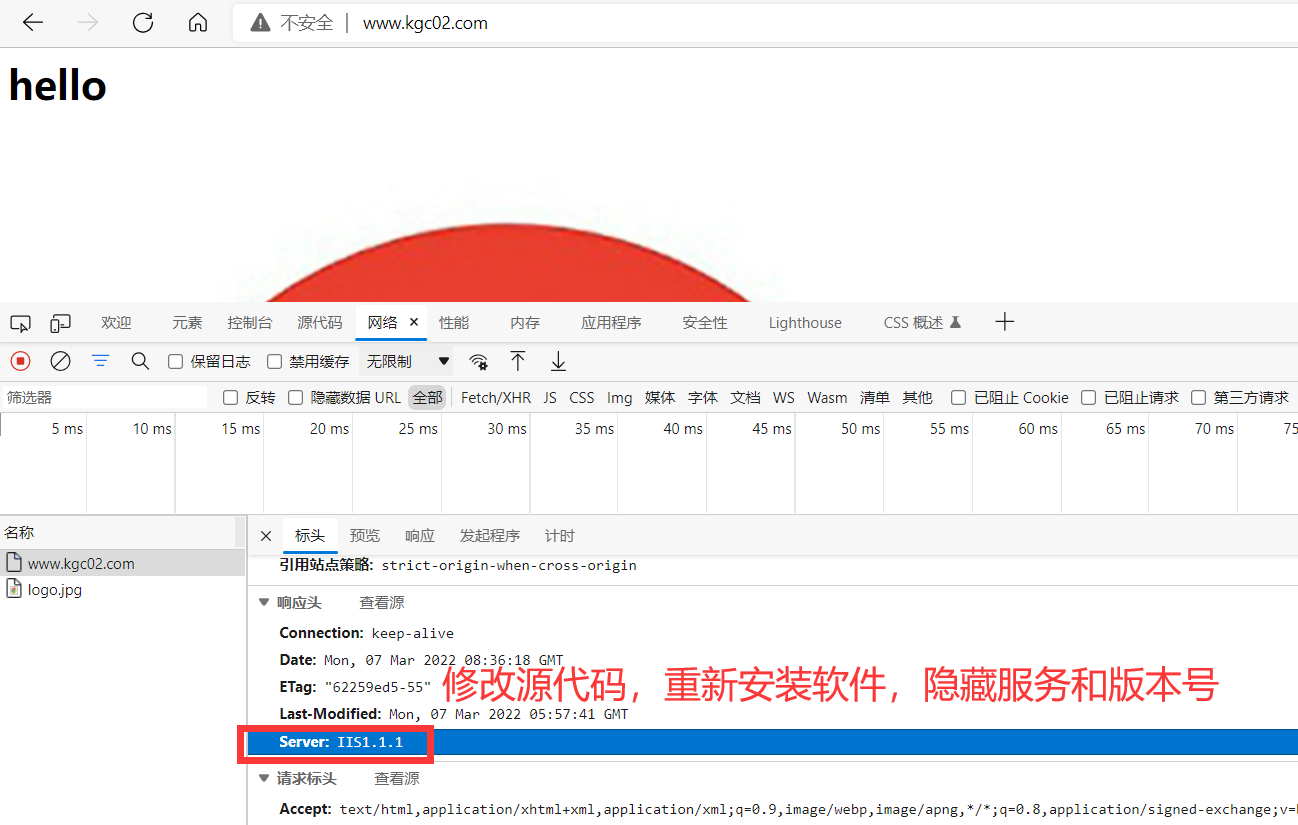 不安全 www.kgc02.com
hello
欢迎 元素 控制台 源代码 网络 × 性能 内存 应用程序 安全性 Lighthouse CSS 概述
保留日志 禁用缓存 无限制
筛选器 反转 隐藏数据 URL 全部 Fetch/XHR JS CSS Img 媒体 字体 文档 WS Wasm 清单 其他 已阻止 Cookie 已阻止请求 第三方请求
5 ms 10 ms 15 ms 20 ms 25 ms 30 ms 35 ms 40 ms 45 ms 50 ms 55 ms 60 ms 65 ms 70 ms 75
名称 × 标头 预览 响应 发起程序 计时
www.kgc02.com
logo.jpg
引用站点策略: strict-origin-when-cross-origin
响应头 查看源
Connection: keep-alive
Date: Mon, 07 Mar 2022 08:36:18 GMT
ETag: "62259ed5-55"
修改源代码，重新安装软件，隐藏服务和版本号
Last-Modified: Mon, 07 Mar 2022 05:57:41 GMT
Server: IIS1.1.1
请求标头 查看源
Accept: text/html,application/xhtml+xml,application/xml;q=0.9,image/webp,image/apng,*/*;q=0.8,application/signed-exchange;v=